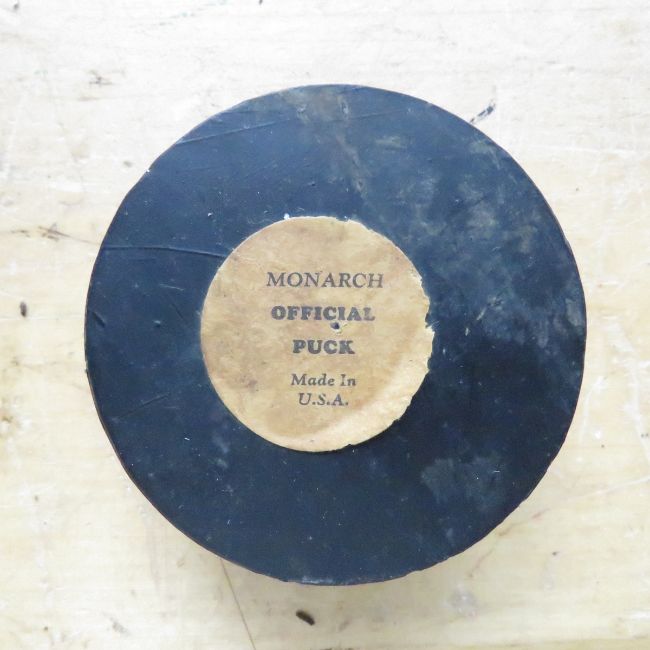 MONARCH
OFFICIAL
PUCK
Made In
U.S.A.